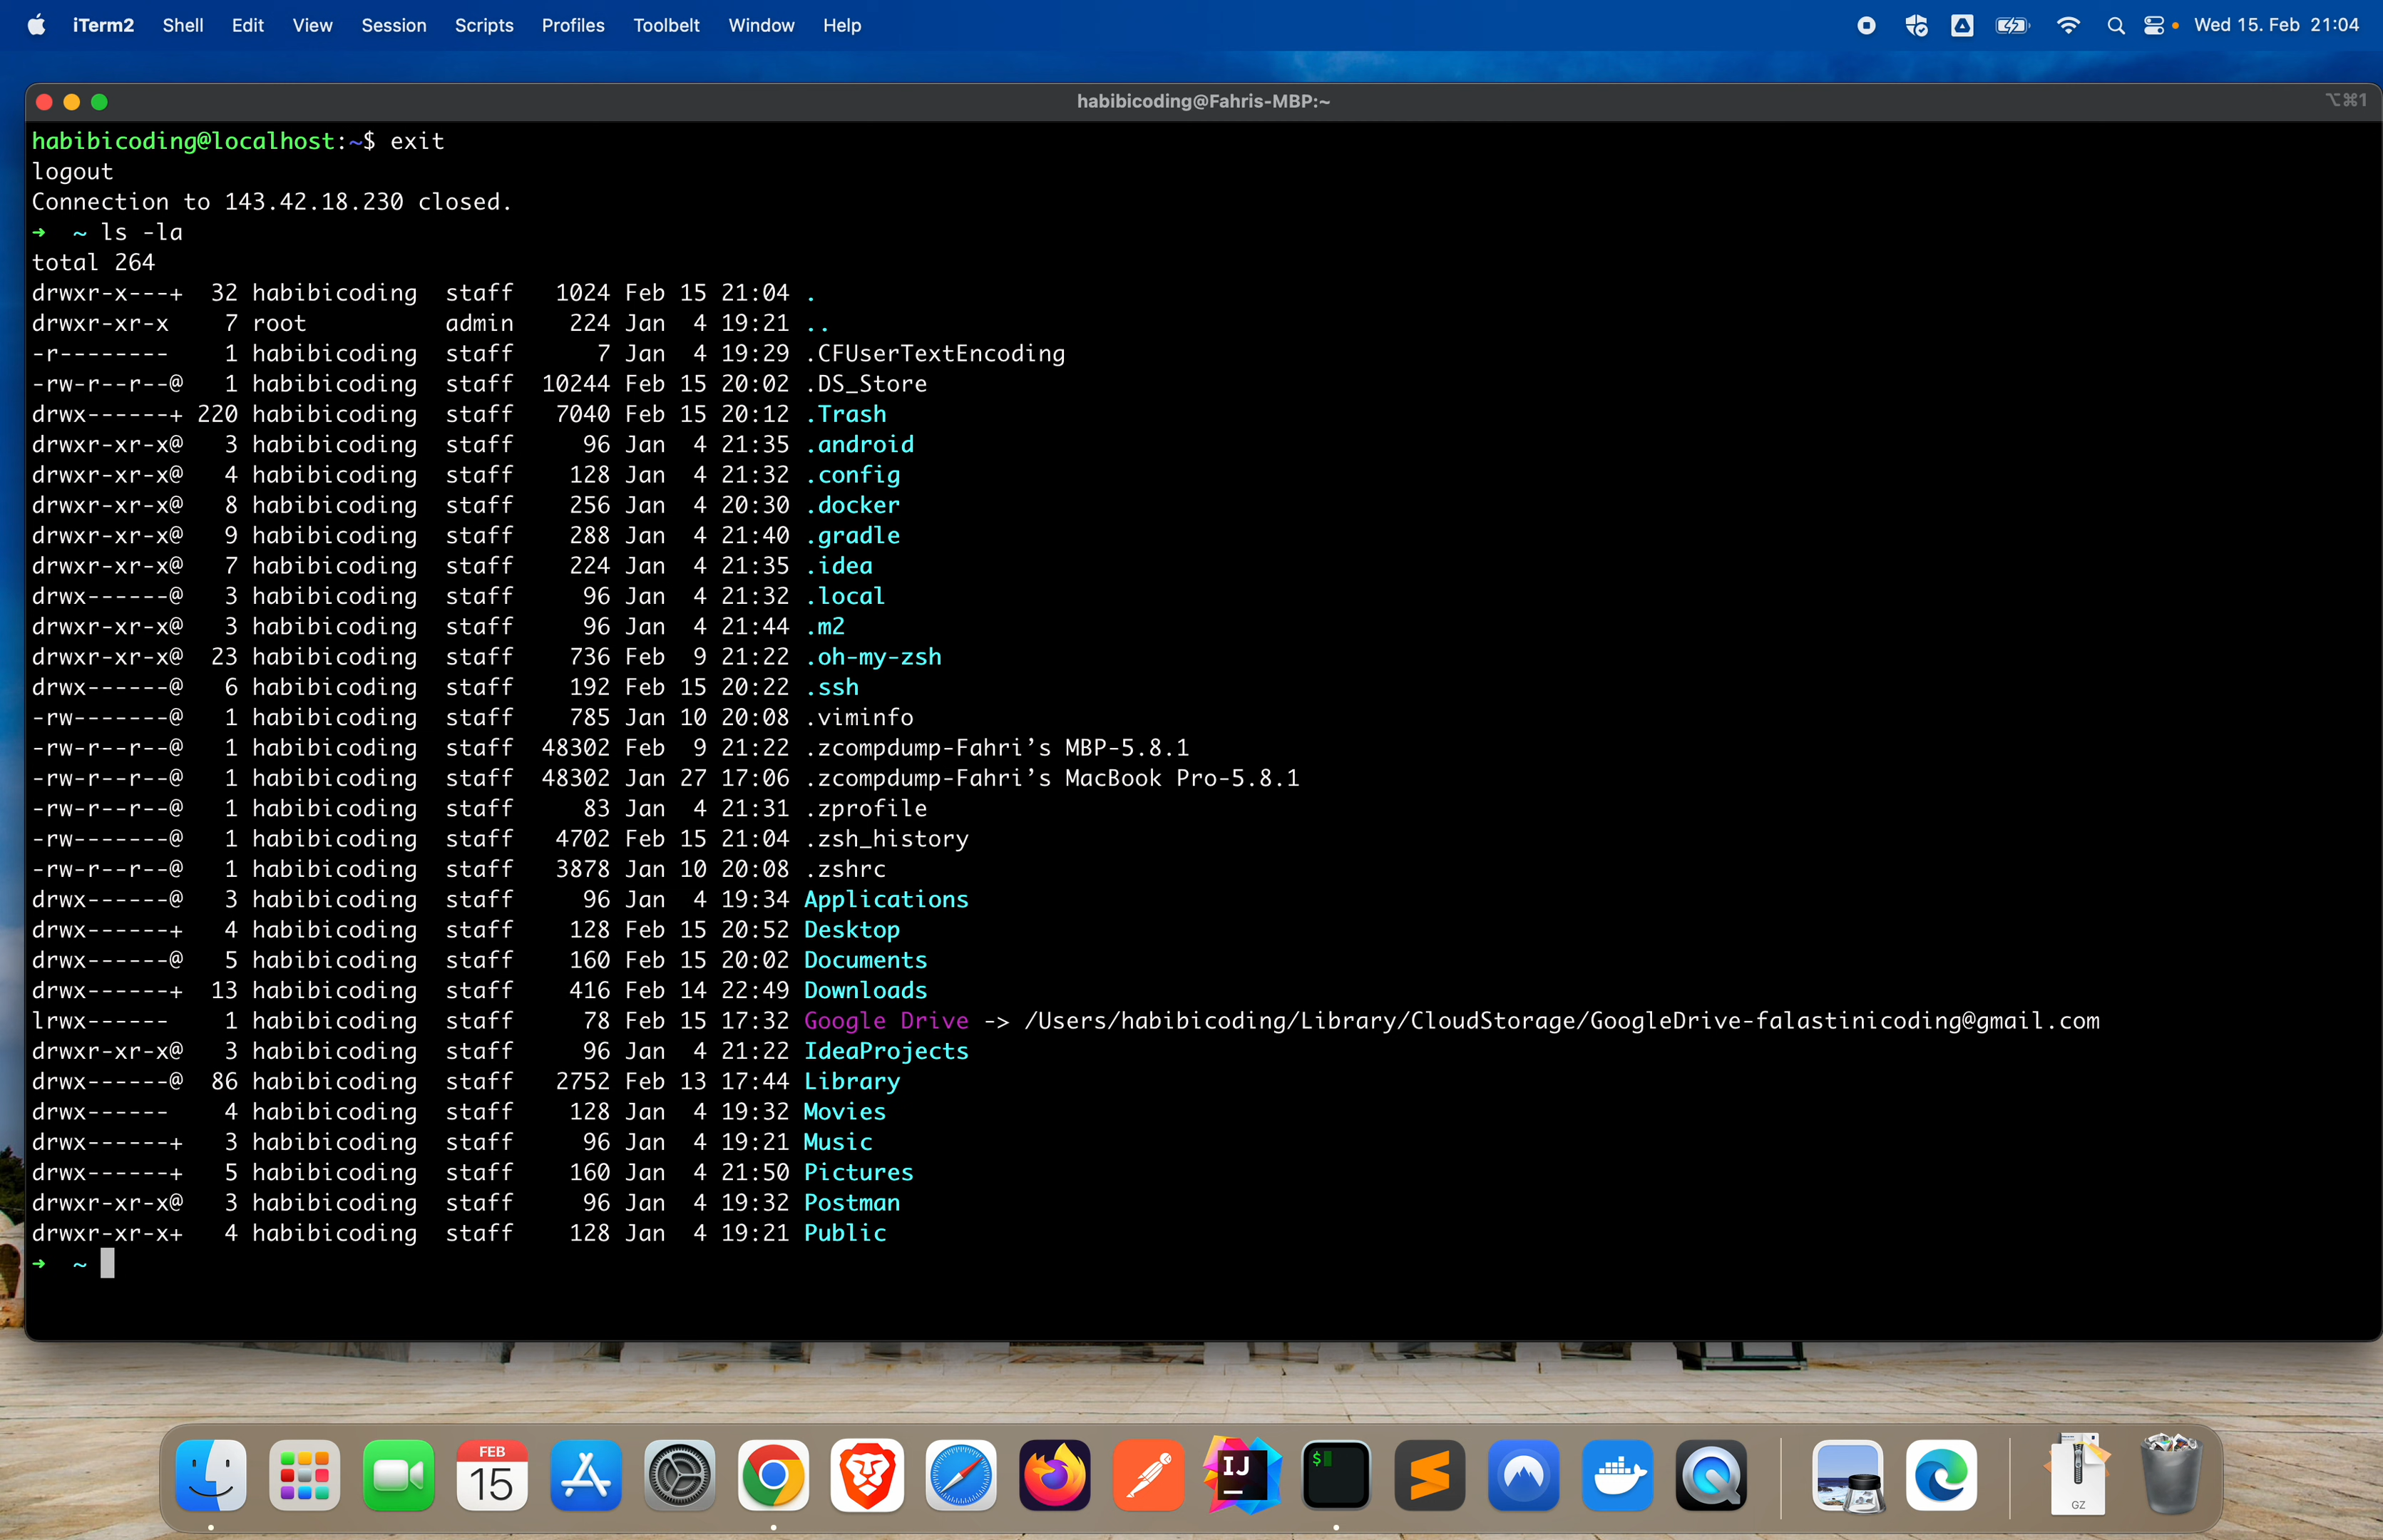 iTerm2 Shell Edit View Session Scripts Profiles Toolbelt Window Help Wed 15. Feb 21:04
habibicoding@Fahris-MBP:~ ⌥⌘1
habibicoding@localhost:~$ exit
logout
Connection to 143.42.18.230 closed.
➜  ~ ls -la
total 264
drwxr-x---+  32 habibicoding  staff   1024 Feb 15 21:04 .
drwxr-xr-x    7 root          admin    224 Jan  4 19:21 ..
-r--------    1 habibicoding  staff      7 Jan  4 19:29 .CFUserTextEncoding
-rw-r--r--@   1 habibicoding  staff  10244 Feb 15 20:02 .DS_Store
drwx------+ 220 habibicoding  staff   7040 Feb 15 20:12 .Trash
drwxr-xr-x@   3 habibicoding  staff     96 Jan  4 21:35 .android
drwxr-xr-x@   4 habibicoding  staff    128 Jan  4 21:32 .config
drwxr-xr-x@   8 habibicoding  staff    256 Jan  4 20:30 .docker
drwxr-xr-x@   9 habibicoding  staff    288 Jan  4 21:40 .gradle
drwxr-xr-x@   7 habibicoding  staff    224 Jan  4 21:35 .idea
drwx------@   3 habibicoding  staff     96 Jan  4 21:32 .local
drwxr-xr-x@   3 habibicoding  staff     96 Jan  4 21:44 .m2
drwxr-xr-x@  23 habibicoding  staff    736 Feb  9 21:22 .oh-my-zsh
drwx------@   6 habibicoding  staff    192 Feb 15 20:22 .ssh
-rw-------@   1 habibicoding  staff    785 Jan 10 20:08 .viminfo
-rw-r--r--@   1 habibicoding  staff  48302 Feb  9 21:22 .zcompdump-Fahri’s MBP-5.8.1
-rw-r--r--@   1 habibicoding  staff  48302 Jan 27 17:06 .zcompdump-Fahri’s MacBook Pro-5.8.1
-rw-r--r--@   1 habibicoding  staff     83 Jan  4 21:31 .zprofile
-rw-------@   1 habibicoding  staff   4702 Feb 15 21:04 .zsh_history
-rw-r--r--@   1 habibicoding  staff   3878 Jan 10 20:08 .zshrc
drwx------@   3 habibicoding  staff     96 Jan  4 19:34 Applications
drwx------+   4 habibicoding  staff    128 Feb 15 20:52 Desktop
drwx------@   5 habibicoding  staff    160 Feb 15 20:02 Documents
drwx------+  13 habibicoding  staff    416 Feb 14 22:49 Downloads
lrwx------    1 habibicoding  staff     78 Feb 15 17:32 Google Drive -> /Users/habibicoding/Library/CloudStorage/GoogleDrive-falastinicoding@gmail.com
drwxr-xr-x@   3 habibicoding  staff     96 Jan  4 21:22 IdeaProjects
drwx------@  86 habibicoding  staff   2752 Feb 13 17:44 Library
drwx------    4 habibicoding  staff    128 Jan  4 19:32 Movies
drwx------+   3 habibicoding  staff     96 Jan  4 19:21 Music
drwx------+   5 habibicoding  staff    160 Jan  4 21:50 Pictures
drwxr-xr-x@   3 habibicoding  staff     96 Jan  4 19:32 Postman
drwxr-xr-x+   4 habibicoding  staff    128 Jan  4 19:21 Public
➜  ~
FEB
15
IJ
$
GZ